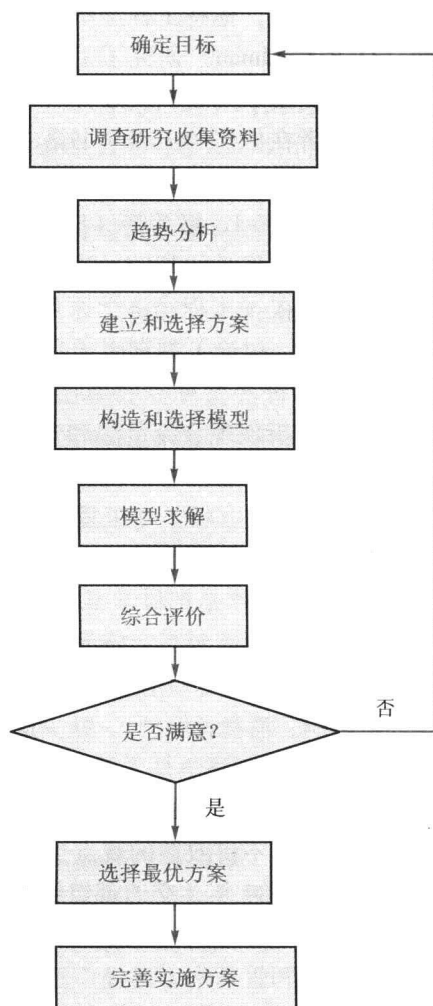 确定目标
调查研究收集资料
趋势分析
建立和选择方案
构造和选择模型
模型求解
综合评价
是否满意?
否
是
选择最优方案
完善实施方案